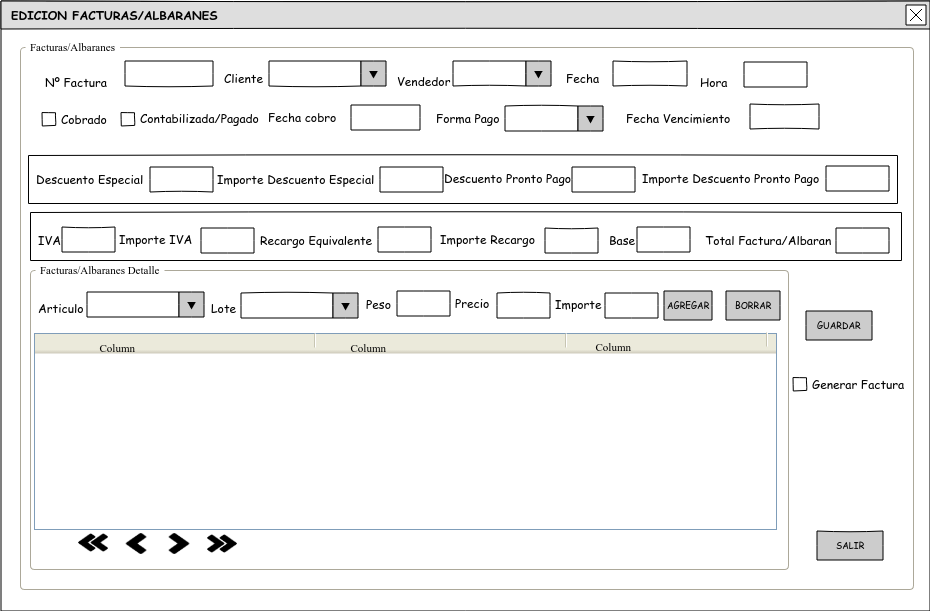 EDICION FACTURAS/ALBARANES
Facturas/Albaranes
Nº Factura Cliente Vendedor Fecha Hora
Cobrado Contabilizada/Pagado Fecha cobro Forma Pago Fecha Vencimiento
Descuento Especial Importe Descuento Especial Descuento Pronto Pago Importe Descuento Pronto Pago
IVA Importe IVA Recargo Equivalente Importe Recargo Base Total Factura/Albaran
Facturas/Albaranes Detalle
Articulo Lote Peso Precio Importe AGREGAR BORRAR
GUARDAR
Column Column Column
Generar Factura
SALIR